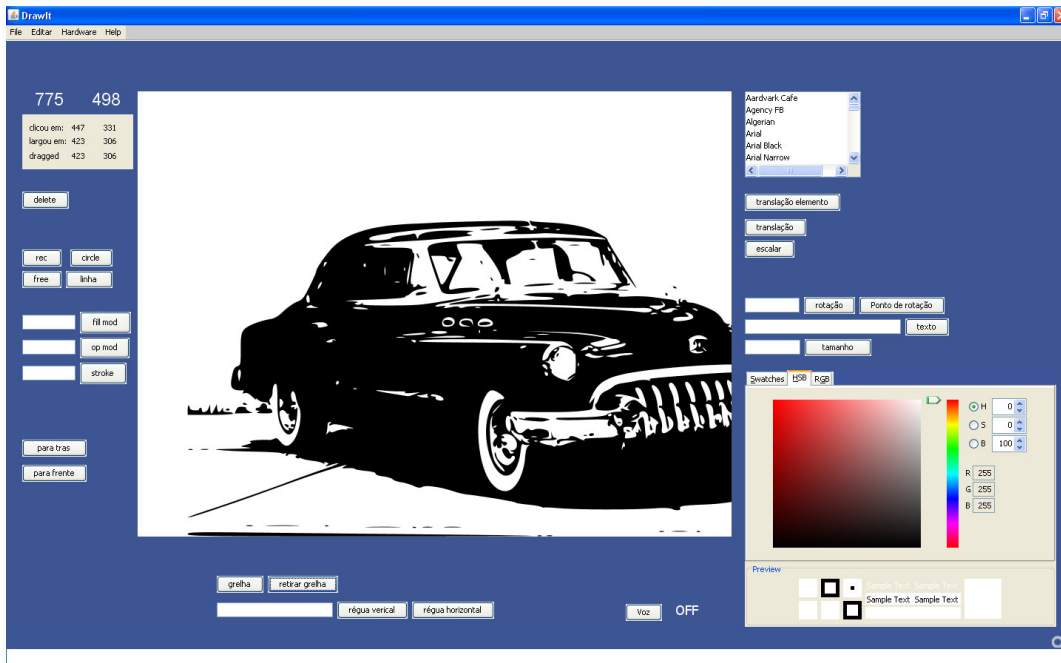 DrawIt
File Editar Hardware Help
775 498
clicou em: 447 331
largou em: 423 306
dragged 423 306
delete
rec circle
free linha
fill mod
op mod
stroke
para tras
para frente
grelha retirar grelha
régua verical régua horizontal
Voz OFF
Aardvark Cafe
Agency FB
Algerian
Arial
Arial Black
Arial Narrow
translação elemento
translação
escalar
rotação Ponto de rotação
texto
tamanho
Swatches HSB RGB
H 0
S 0
B 100
R 255
G 255
B 255
Preview
Sample Text Sample Text
Sample Text Sample Text